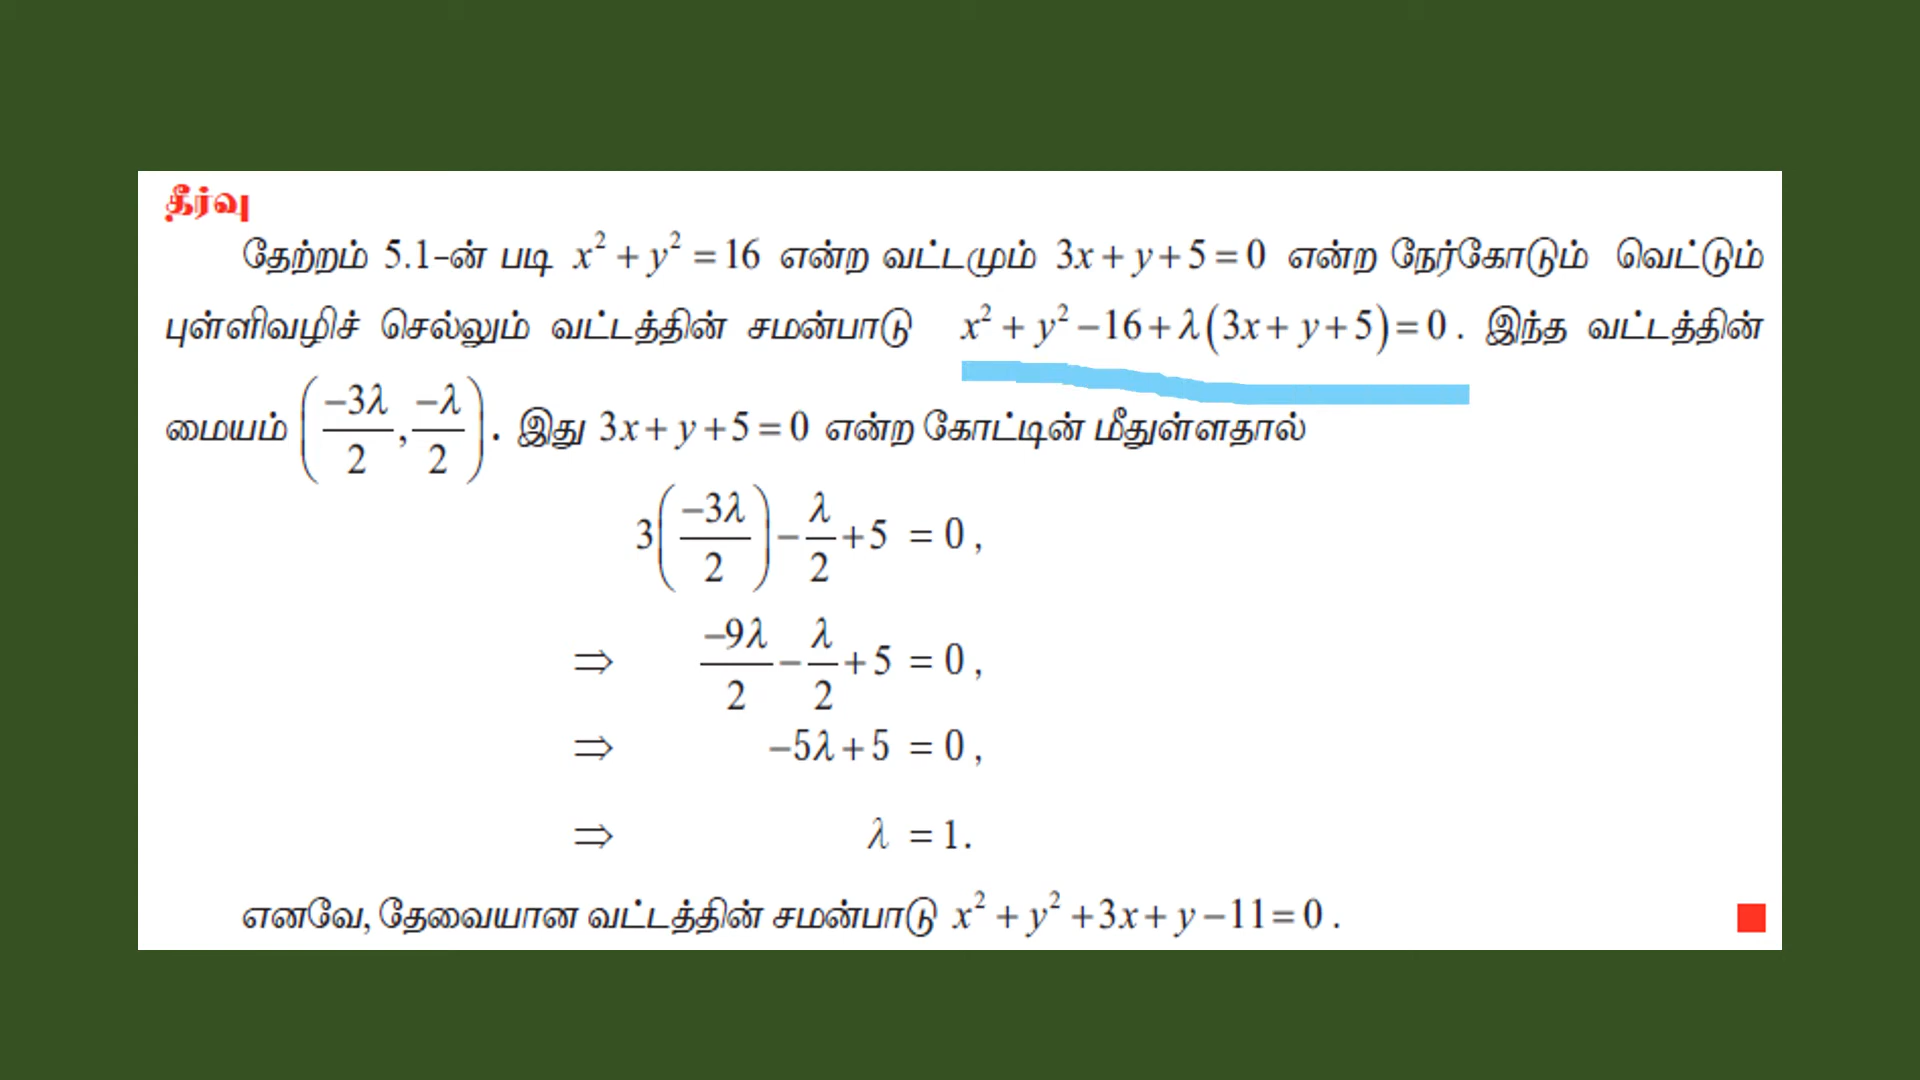 தீர்வு
தேற்றம் 5.1-ன் படி x² + y² = 16 என்ற வட்டமும் 3x + y + 5 = 0 என்ற நேர்கோடும் வெட்டும்
புள்ளிவழிச் செல்லும் வட்டத்தின் சமன்பாடு x² + y² − 16 + λ(3x + y + 5) = 0 . இந்த வட்டத்தின்
மையம் (−3λ/2, −λ/2). இது 3x + y + 5 = 0 என்ற கோட்டின் மீதுள்ளதால்
3(−3λ/2) − λ/2 + 5 = 0 ,
⇒ −9λ/2 − λ/2 + 5 = 0 ,
⇒ −5λ + 5 = 0 ,
⇒ λ = 1.
எனவே, தேவையான வட்டத்தின் சமன்பாடு x² + y² + 3x + y − 11 = 0 .